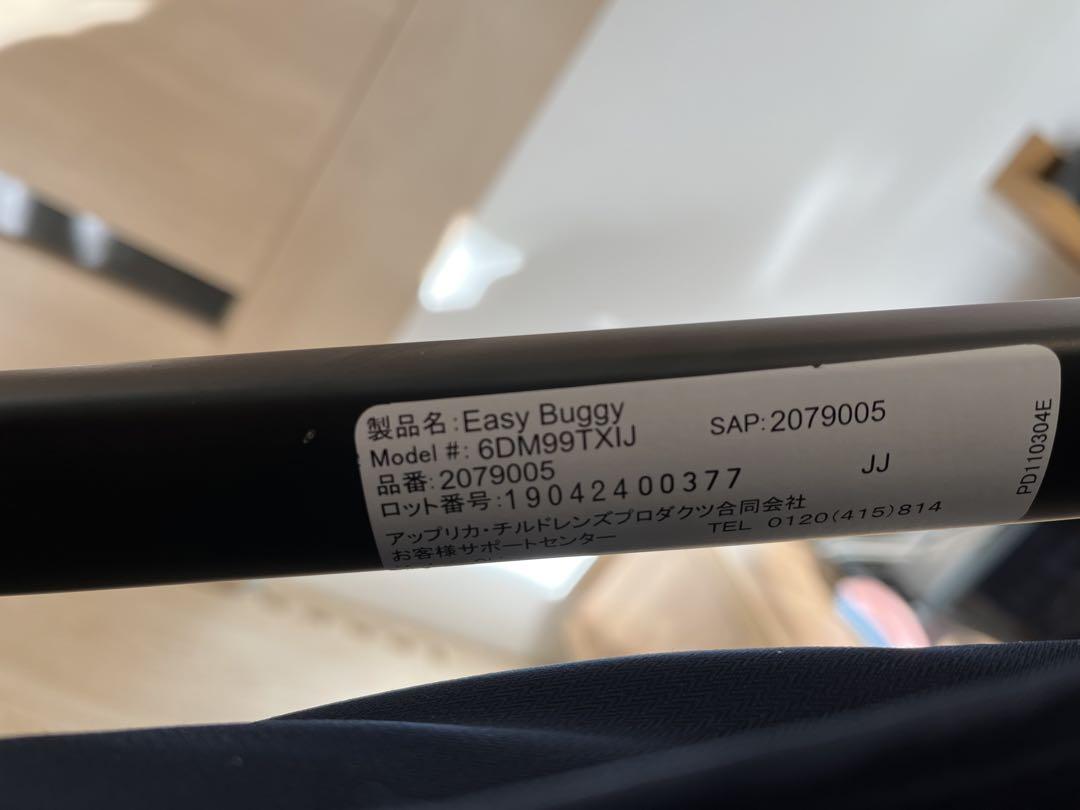 製品名:Easy Buggy
Model #: 6DM99TXIJ
SAP:2079005
品番:2079005
ロット番号:19042400377
JJ
アップリカ・チルドレンズプロダクツ合同会社
お客様サポートセンター
TEL 0120(415)814
PD110304E